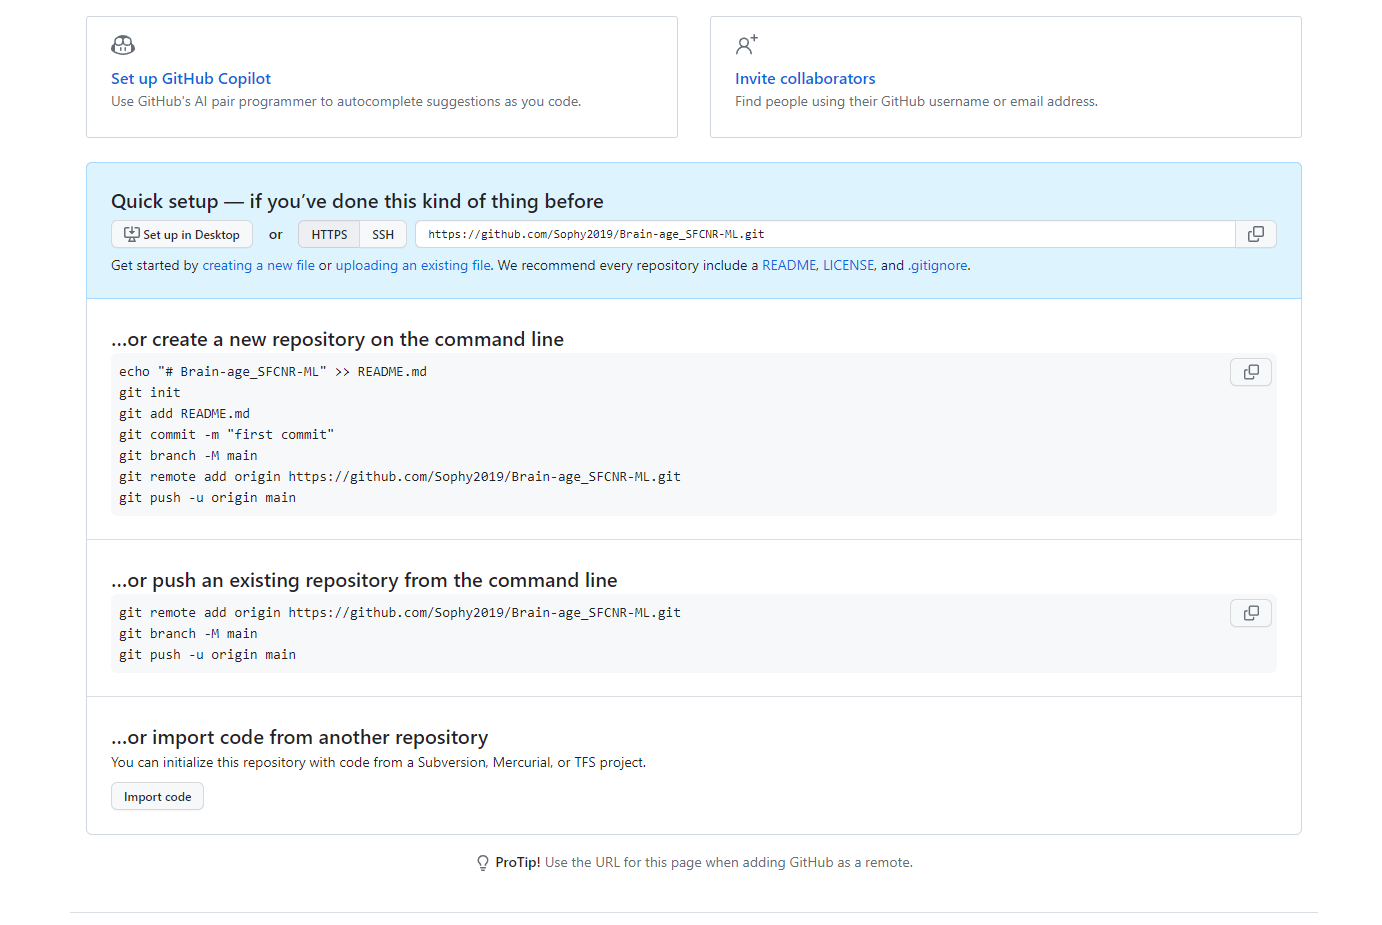 Set up GitHub Copilot
Use GitHub's AI pair programmer to autocomplete suggestions as you code.
Invite collaborators
Find people using their GitHub username or email address.
Quick setup — if you’ve done this kind of thing before
Set up in Desktop or HTTPS SSH https://github.com/Sophy2019/Brain-age_SFCNR-ML.git
Get started by creating a new file or uploading an existing file. We recommend every repository include a README, LICENSE, and .gitignore.
…or create a new repository on the command line
echo "# Brain-age_SFCNR-ML" >> README.md
git init
git add README.md
git commit -m "first commit"
git branch -M main
git remote add origin https://github.com/Sophy2019/Brain-age_SFCNR-ML.git
git push -u origin main
…or push an existing repository from the command line
git remote add origin https://github.com/Sophy2019/Brain-age_SFCNR-ML.git
git branch -M main
git push -u origin main
…or import code from another repository
You can initialize this repository with code from a Subversion, Mercurial, or TFS project.
Import code
ProTip! Use the URL for this page when adding GitHub as a remote.